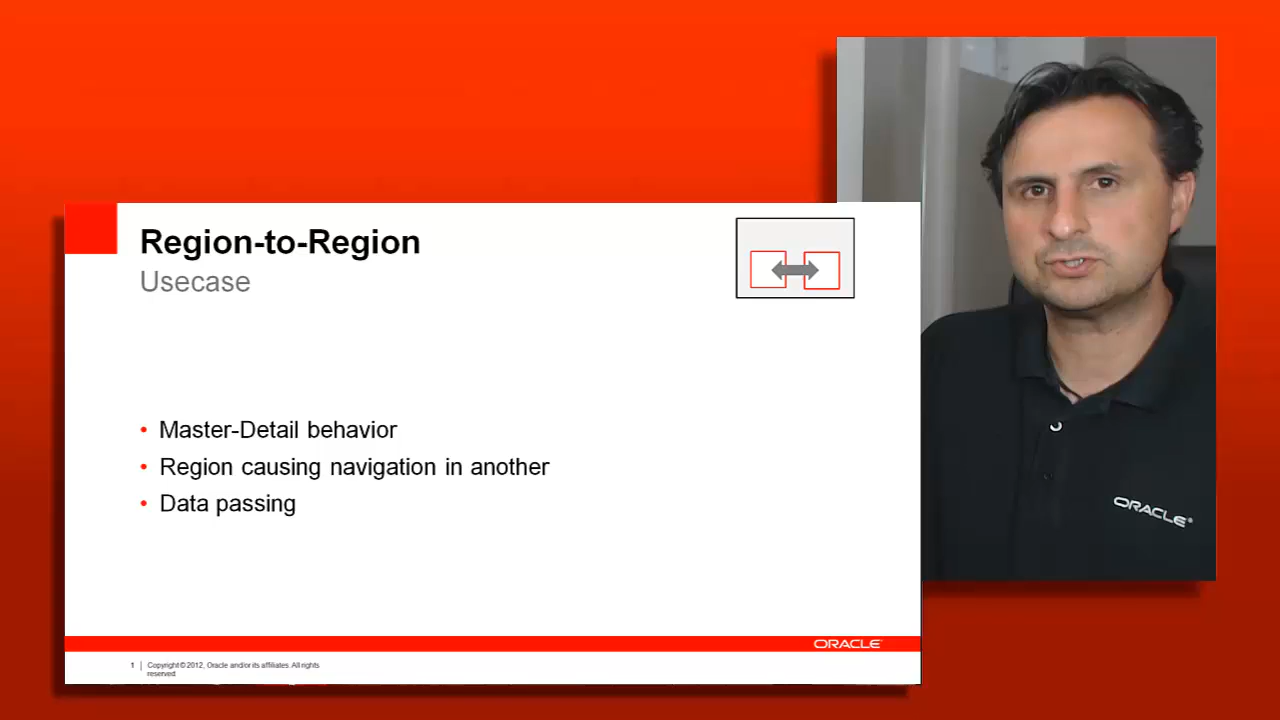 Region-to-Region
Usecase
• Master-Detail behavior
• Region causing navigation in another
• Data passing
ORACLE
1 | Copyright © 2012, Oracle and/or its affiliates. All rights
reserved
ORACLE®